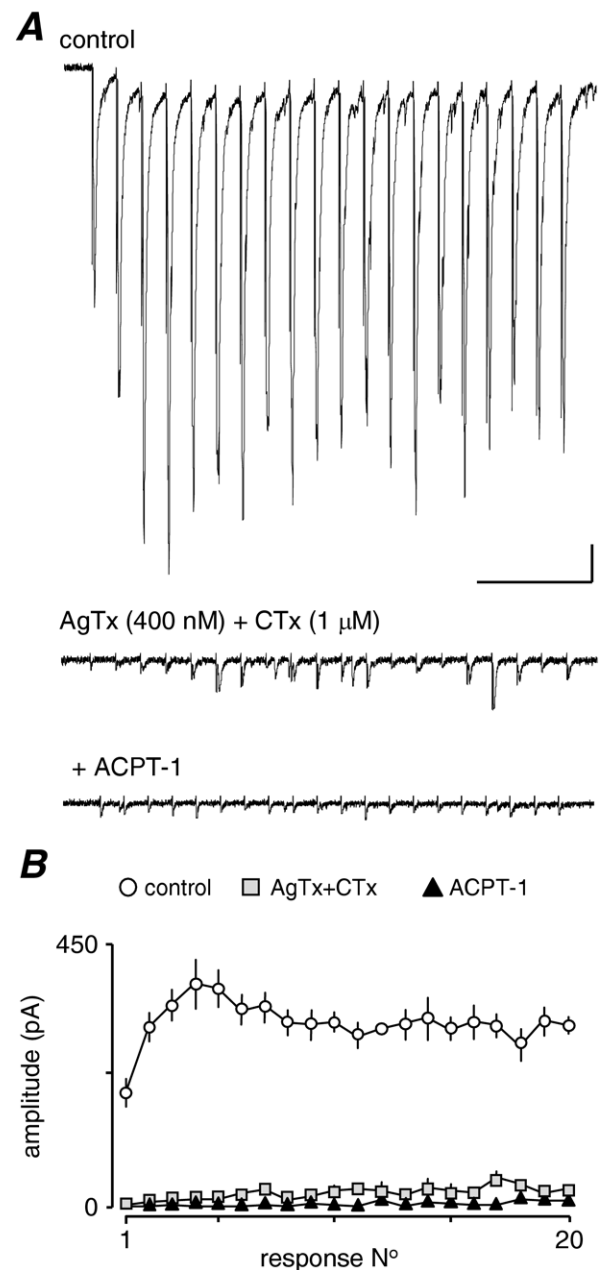 A
control
AgTx (400 nM) + CTx (1 μM)
+ ACPT-1
B
control AgTx+CTx ACPT-1
450
amplitude (pA)
0
1 20
response Nº